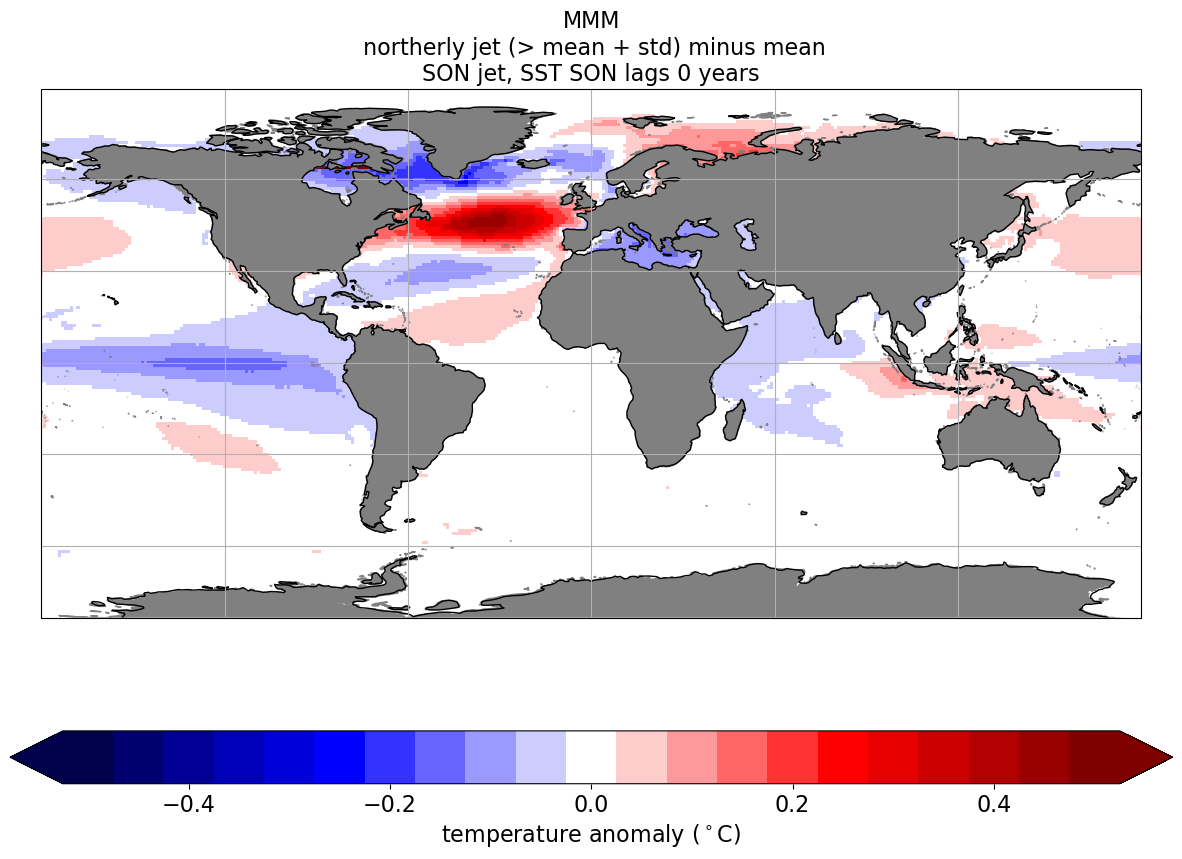 MMM
northerly jet (> mean + std) minus mean
SON jet, SST SON lags 0 years
−0.4 −0.2 0.0 0.2 0.4
temperature anomaly (°C)